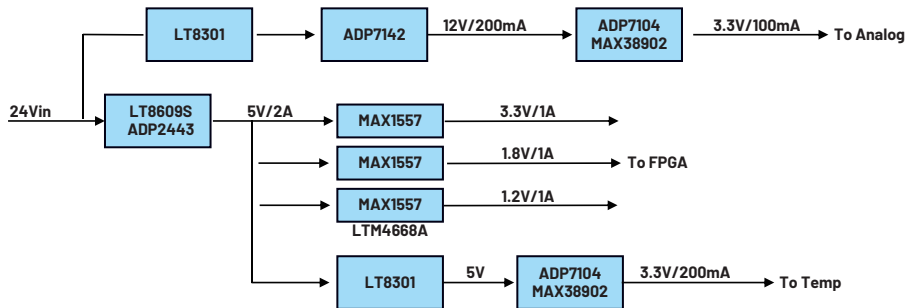 LT8301
ADP7142
12V/200mA
ADP7104
MAX38902
3.3V/100mA
To Analog
24Vin
LT8609S
ADP2443
5V/2A
MAX1557
3.3V/1A
MAX1557
1.8V/1A
To FPGA
MAX1557
1.2V/1A
LTM4668A
LT8301
5V
ADP7104
MAX38902
3.3V/200mA
To Temp